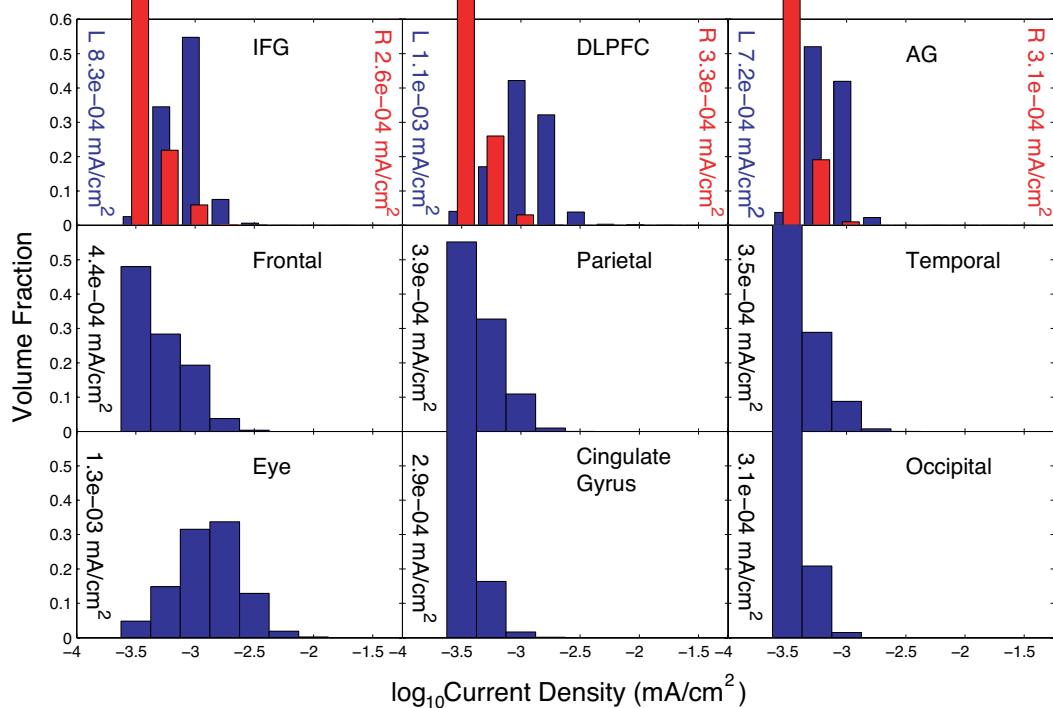 Volume Fraction
0.6
0.5
0.4
0.3
0.2
0.1
0
L 8.3e−04 mA/cm²
IFG
R 2.6e−04 mA/cm²
L 1.1e−03 mA/cm²
DLPFC
R 3.3e−04 mA/cm²
L 7.2e−04 mA/cm²
AG
R 3.1e−04 mA/cm²
0.5
0.4
0.3
0.2
0.1
0
4.4e−04 mA/cm²
Frontal
3.9e−04 mA/cm²
Parietal
3.5e−04 mA/cm²
Temporal
0.5
0.4
0.3
0.2
0.1
0
1.3e−03 mA/cm²
Eye
2.9e−04 mA/cm²
Cingulate
Gyrus
3.1e−04 mA/cm²
Occipital
−4 −3.5 −3 −2.5 −2 −1.5 −4 −3.5 −3 −2.5 −2 −1.5 −4 −3.5 −3 −2.5 −2 −1.5
log₁₀Current Density (mA/cm²)